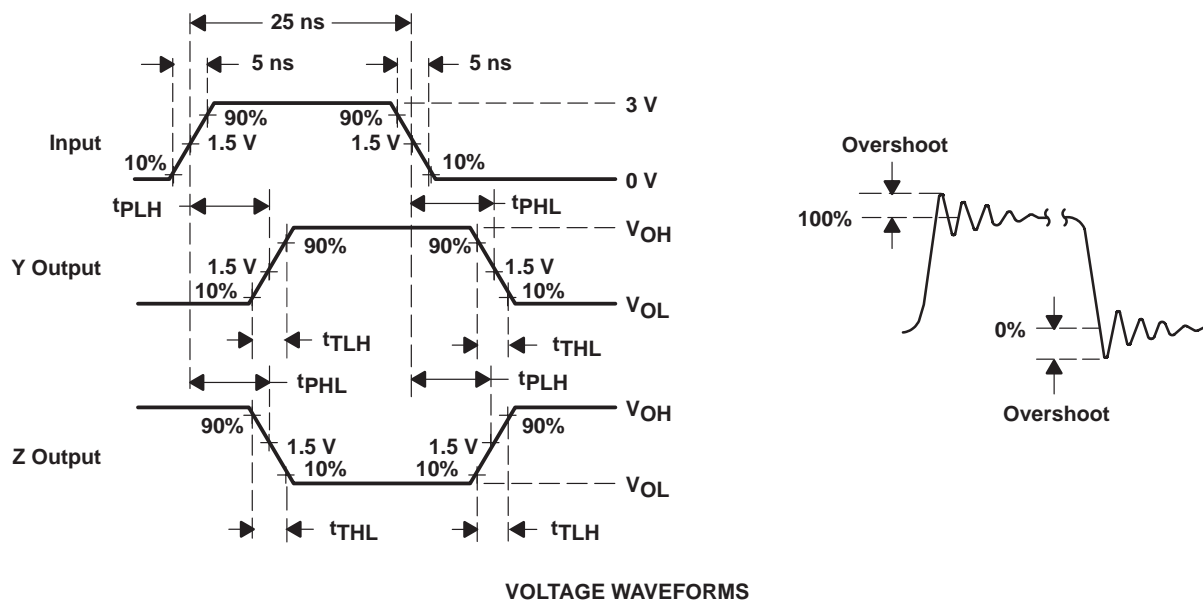 25 ns
5 ns 5 ns
3 V
90% 90%
Input 1.5 V 1.5 V
10% 10%
0 V
tPLH tPHL
VOH
90% 90%
Y Output 1.5 V 1.5 V
10% 10%
VOL
tTLH tTHL
tPHL tPLH
VOH
90% 90%
Z Output 1.5 V 1.5 V
10% 10%
VOL
tTHL tTLH
Overshoot
100%
0%
Overshoot
VOLTAGE WAVEFORMS